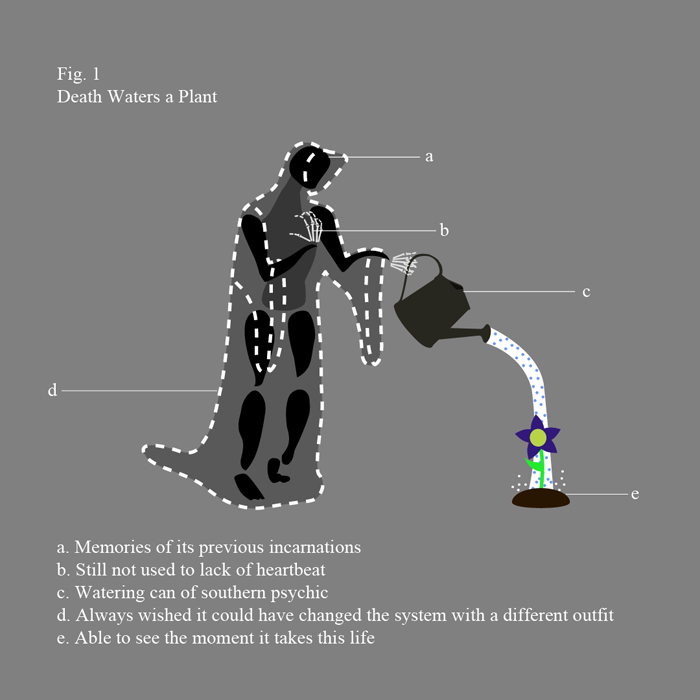 Fig. 1
Death Waters a Plant
a
b
c
d
e
a. Memories of its previous incarnations
b. Still not used to lack of heartbeat
c. Watering can of southern psychic
d. Always wished it could have changed the system with a different outfit
e. Able to see the moment it takes this life